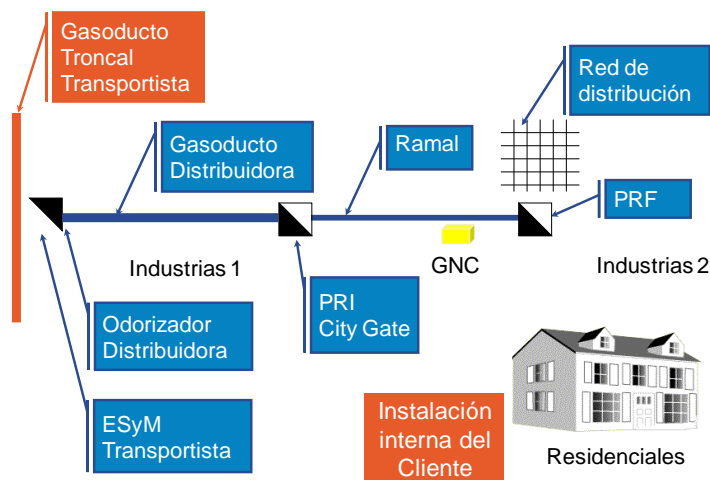 Gasoducto
Troncal
Transportista
Red de
distribución
Gasoducto
Distribuidora
Ramal
PRF
Industrias 1
GNC
Industrias 2
PRI
City Gate
Odorizador
Distribuidora
ESyM
Transportista
Instalación
interna del
Cliente
Residenciales